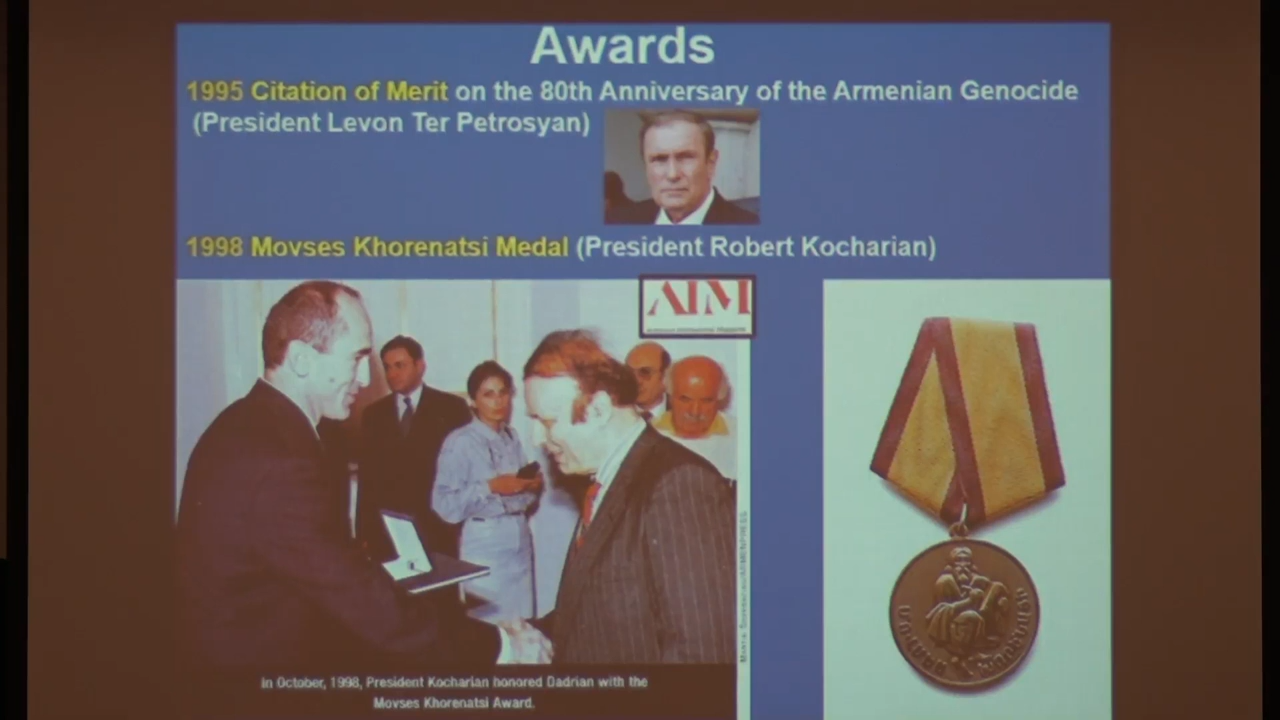 Awards
1995 Citation of Merit on the 80th Anniversary of the Armenian Genocide
(President Levon Ter Petrosyan)
1998 Movses Khorenatsi Medal (President Robert Kocharian)
AIM
In October, 1998, President Kocharian honored Dadrian with the
Movses Khorenatsi Award.